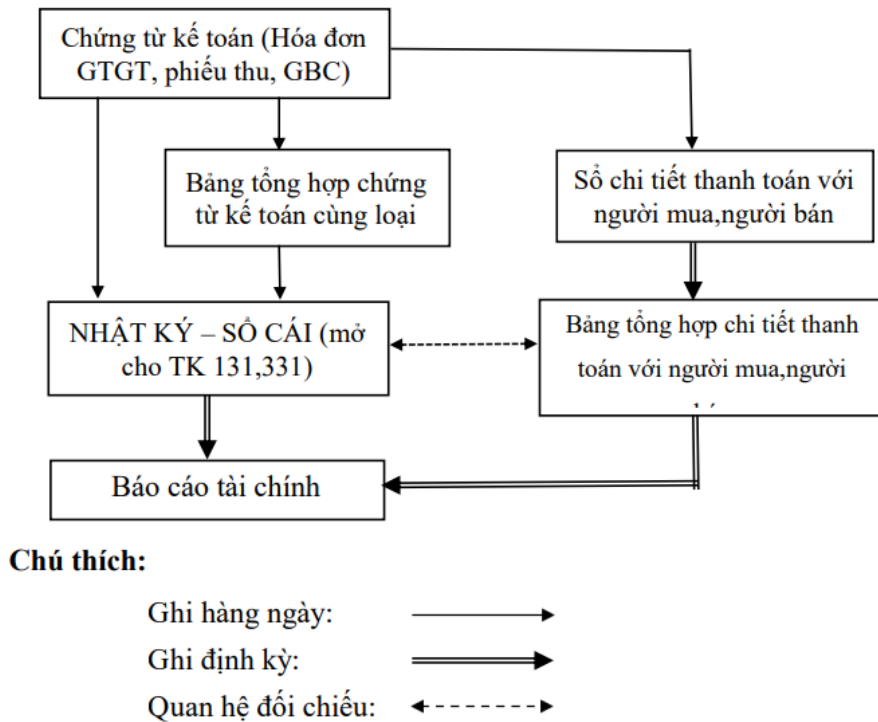 Chứng từ kế toán (Hóa đơn
GTGT, phiếu thu, GBC)
Bảng tổng hợp chứng
từ kế toán cùng loại
Sổ chi tiết thanh toán với
người mua,người bán
NHẬT KÝ – SỔ CÁI (mở
cho TK 131,331)
Bảng tổng hợp chi tiết thanh
toán với người mua,người
Báo cáo tài chính
Chú thích:
Ghi hàng ngày:
Ghi định kỳ:
Quan hệ đối chiếu: